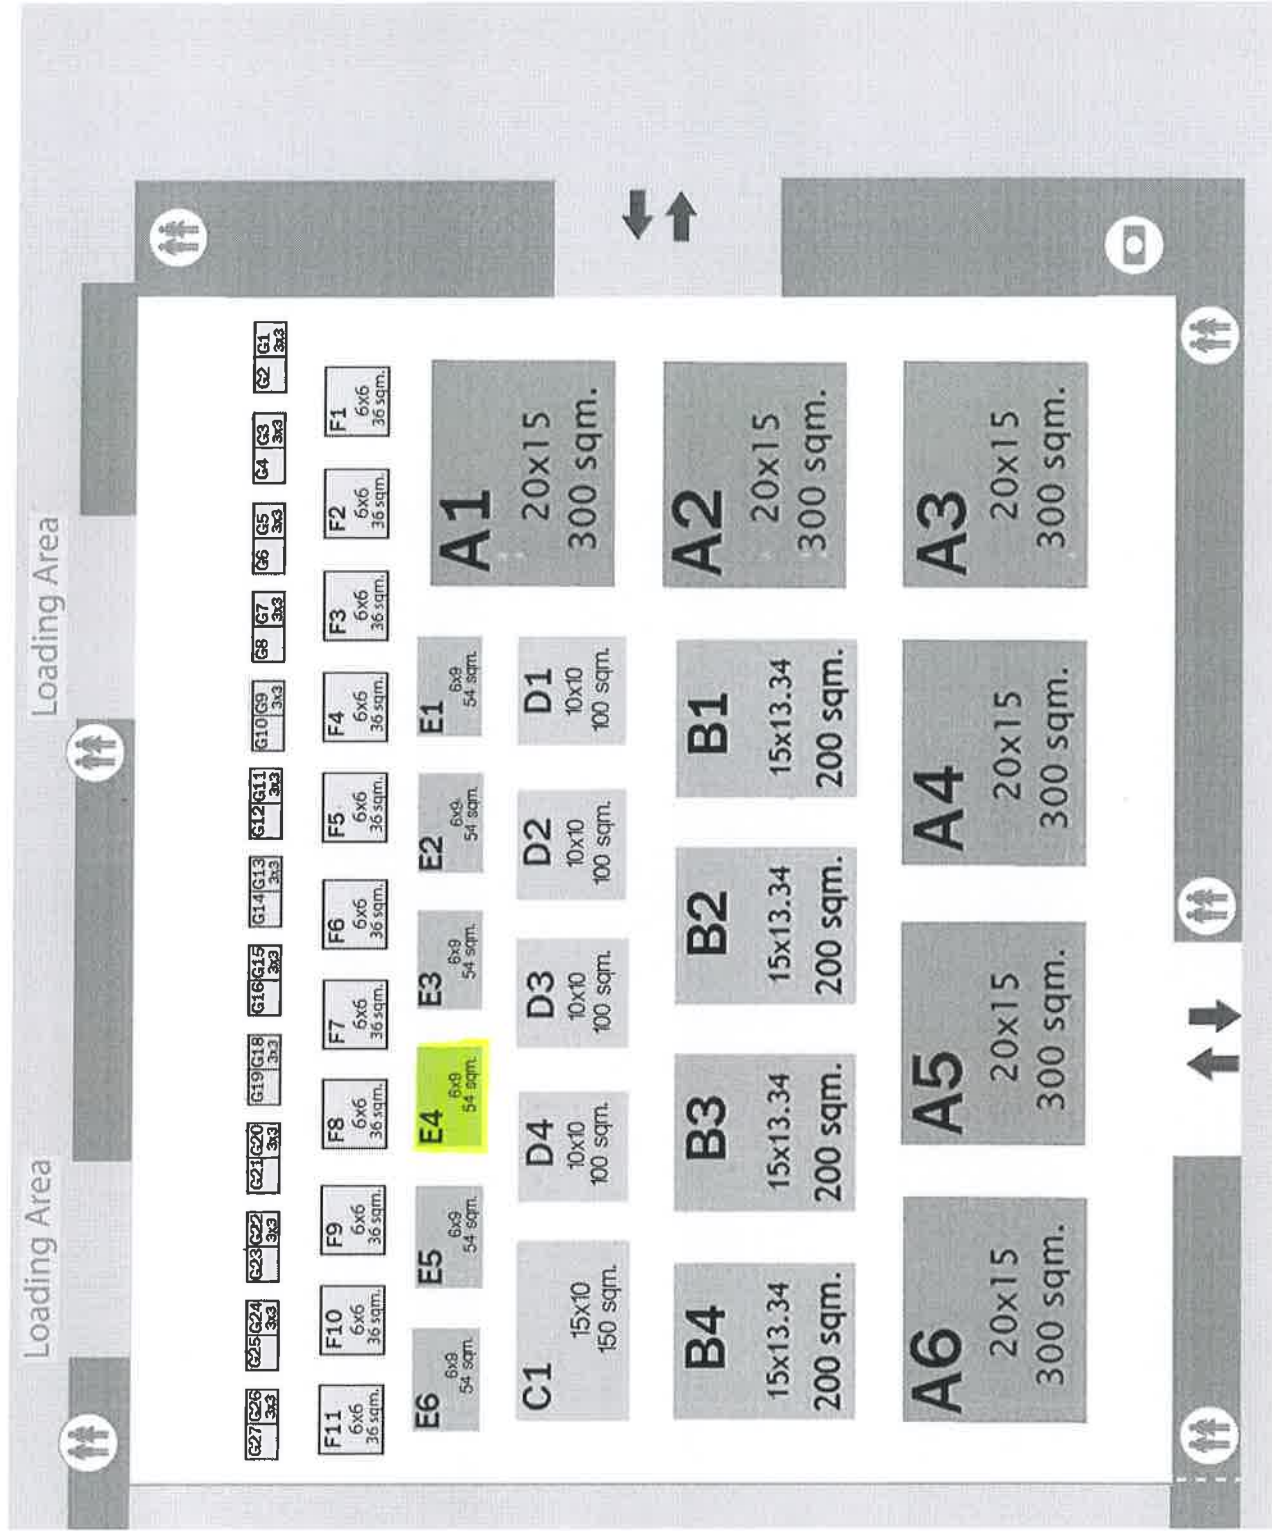 Loading Area
Loading Area
G27 G26
3x3
G25 G24
3x3
G23 G22
3x3
G21 G20
3x3
G19 G18
3x3
G16 G15
3x3
G14 G13
3x3
G12 G11
3x3
G10 G9
3x3
G8 G7
3x3
G6 G5
3x3
G4 G3
3x3
G2 G1
3x3
F11
6x6
36 sqm.
F10
6x6
36 sqm.
F9
6x6
36 sqm.
F8
6x6
36 sqm.
F7
6x6
36 sqm.
F6
6x6
36 sqm.
F5
6x6
36 sqm.
F4
6x6
36 sqm.
F3
6x6
36 sqm.
F2
6x6
36 sqm.
F1
6x6
36 sqm.
E6
6x9
54 sqm.
E5
6x9
54 sqm.
E4
6x9
54 sqm.
E3
6x9
54 sqm.
E2
6x9
54 sqm.
E1
6x9
54 sqm.
A1
20x15
300 sqm.
C1
15x10
150 sqm.
D4
10x10
100 sqm.
D3
10x10
100 sqm.
D2
10x10
100 sqm.
D1
10x10
100 sqm.
B4
15x13.34
200 sqm.
B3
15x13.34
200 sqm.
B2
15x13.34
200 sqm.
B1
15x13.34
200 sqm.
A2
20x15
300 sqm.
A6
20x15
300 sqm.
A5
20x15
300 sqm.
A4
20x15
300 sqm.
A3
20x15
300 sqm.